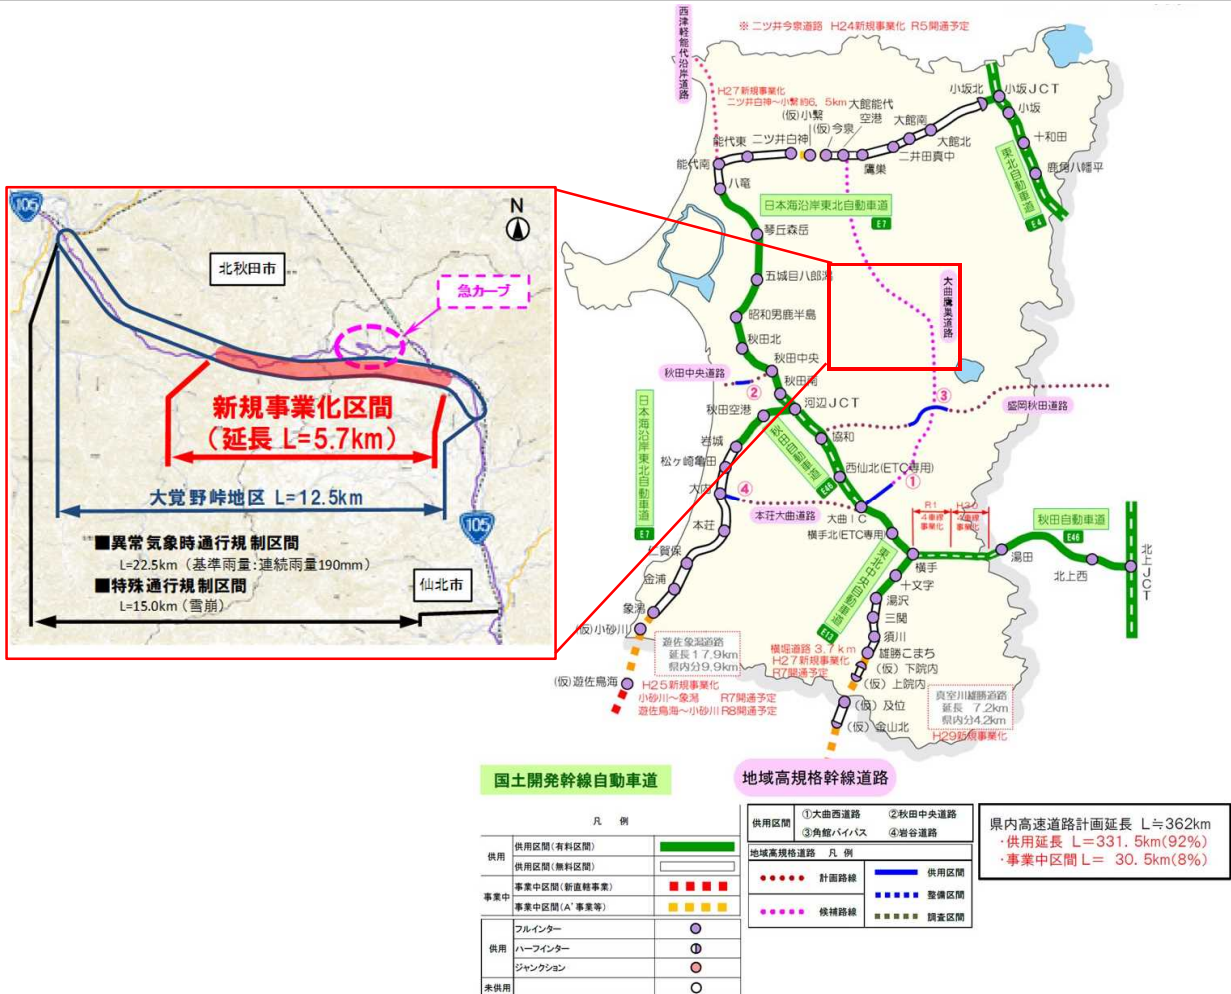 ※ 二ツ井今泉道路 H24新規事業化 R5開通予定
西津軽能代沿岸道路
H27新規事業化
二ツ井白神～小繋 約6．5km
(仮)小繋
(仮)今泉
大館能代
空港
大館南
大館北
二井田真中
小坂北
小坂JCT
小坂
十和田
鹿角八幡平
東北自動車道
E4
能代東
二ツ井白神
能代南
鷹巣
八竜
日本海沿岸東北自動車道
E7
琴丘森岳
五城目八郎潟
昭和男鹿半島
秋田北
秋田中央
秋田中央道路
②
秋田南
大曲鷹巣道路
③
盛岡秋田道路
秋田空港
河辺JCT
協和
秋田自動車道
E46
西仙北(ETC専用)
①
岩城
松ヶ崎亀田
大内
④
本荘大曲道路
大曲IC
日本海沿岸東北自動車道
E7
本荘
仁賀保
金浦
象潟
(仮)小砂川
(仮)遊佐鳥海
横手北(ETC専用)
R1
4車線
事業化
H30
4車線
事業化
秋田自動車道
E46
横手
湯田
北上西
北上JCT
東北中央自動車道
E13
十文字
湯沢
三関
須川
雄勝こまち
(仮)下院内
(仮)上院内
(仮)及位
(仮)金山北
遊佐象潟道路
延長17.9km
県内分9.9km
H25新規事業化
小砂川～象潟 R7開通予定
遊佐鳥海～小砂川 R8開通予定
横堀道路 3.7km
H27新規事業化
R7開通予定
真室川雄勝道路
延長 7.2km
県内分4.2km
H29新規事業化
105
N
北秋田市
急カーブ
新規事業化区間
(延長 L=5.7km)
大覚野峠地区 L=12.5km
105
■異常気象時通行規制区間
L=22.5km（基準雨量:連続雨量190mm）
■特殊通行規制区間
L=15.0km（雪崩）
仙北市
国土開発幹線自動車道
凡 例
供用
供用区間(有料区間)
供用区間(無料区間)
事業中
事業中区間(新直轄事業)
事業中区間(A'事業等)
供用
フルインター
ハーフインター
ジャンクション
未供用
地域高規格幹線道路
供用区間
①大曲西道路 ②秋田中央道路
③角館バイパス ④岩谷道路
地域高規格道路 凡 例
計画路線
候補路線
供用区間
整備区間
調査区間
県内高速道路計画延長 L≒362km
・供用延長 L=331.5km(92%)
・事業中区間 L= 30.5km(8%)